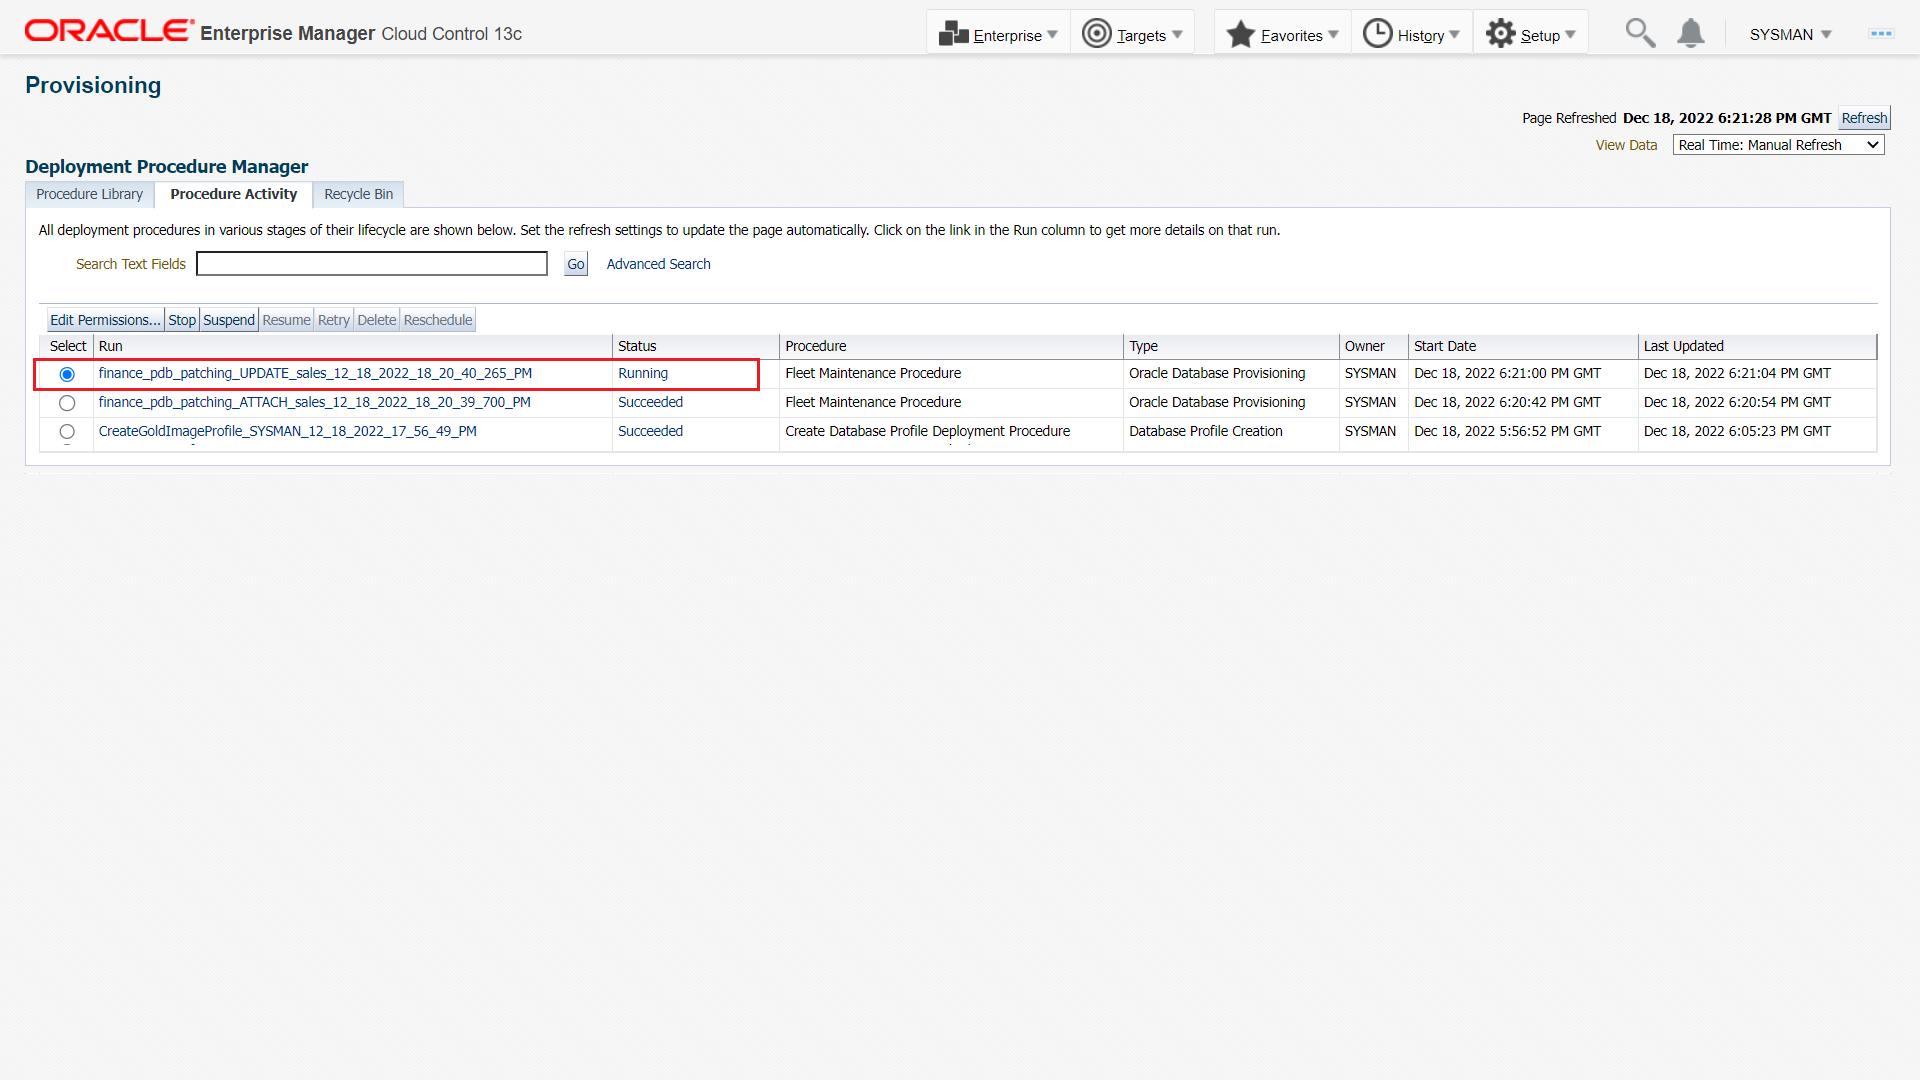 ORACLE Enterprise Manager Cloud Control 13c
Enterprise Targets Favorites History Setup SYSMAN
Provisioning
Page Refreshed Dec 18, 2022 6:21:28 PM GMT Refresh
View Data Real Time: Manual Refresh
Deployment Procedure Manager
Procedure Library Procedure Activity Recycle Bin
All deployment procedures in various stages of their lifecycle are shown below. Set the refresh settings to update the page automatically. Click on the link in the Run column to get more details on that run.
Search Text Fields Go Advanced Search
Edit Permissions... Stop Suspend Resume Retry Delete Reschedule
Select Run Status Procedure Type Owner Start Date Last Updated
finance_pdb_patching_UPDATE_sales_12_18_2022_18_20_40_265_PM Running Fleet Maintenance Procedure Oracle Database Provisioning SYSMAN Dec 18, 2022 6:21:00 PM GMT Dec 18, 2022 6:21:04 PM GMT
finance_pdb_patching_ATTACH_sales_12_18_2022_18_20_39_700_PM Succeeded Fleet Maintenance Procedure Oracle Database Provisioning SYSMAN Dec 18, 2022 6:20:42 PM GMT Dec 18, 2022 6:20:54 PM GMT
CreateGoldImageProfile_SYSMAN_12_18_2022_17_56_49_PM Succeeded Create Database Profile Deployment Procedure Database Profile Creation SYSMAN Dec 18, 2022 5:56:52 PM GMT Dec 18, 2022 6:05:23 PM GMT